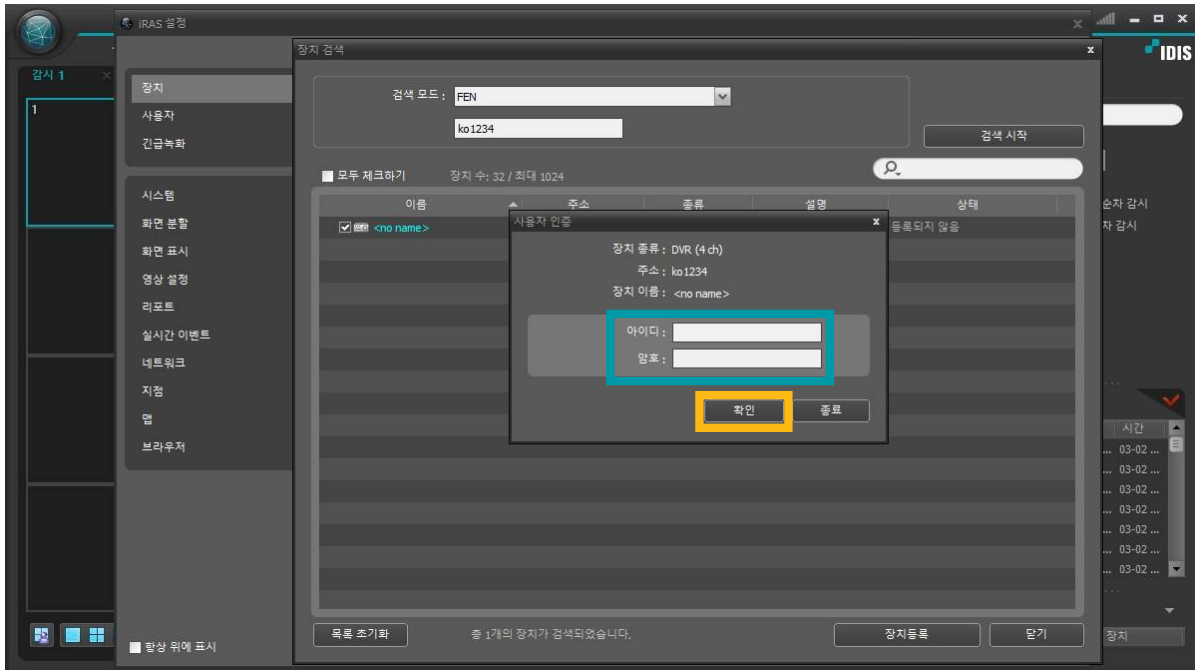 iRAS 설정
IDIS
장치 검색
감시 1
1
장치
사용자
긴급녹화
시스템
화면 분할
화면 표시
영상 설정
리포트
실시간 이벤트
네트워크
지점
맵
브라우저
항상 위에 표시
검색 모드 : FEN
ko1234
검색 시작
모두 체크하기 장치 수: 32 / 최대 1024
이름 주소 종류 설명 상태
<no name> 등록되지 않음
사용자 인증
장치 종류 : DVR (4 ch)
주소 : ko1234
장치 이름 : <no name>
아이디 :
암호 :
확인 종료
목록 초기화 총 1개의 장치가 검색되었습니다. 장치등록 닫기
순차 감시
차 감시
시간
... 03-02 ...
... 03-02 ...
... 03-02 ...
... 03-02 ...
... 03-02 ...
... 03-02 ...
... 03-02 ...
장치